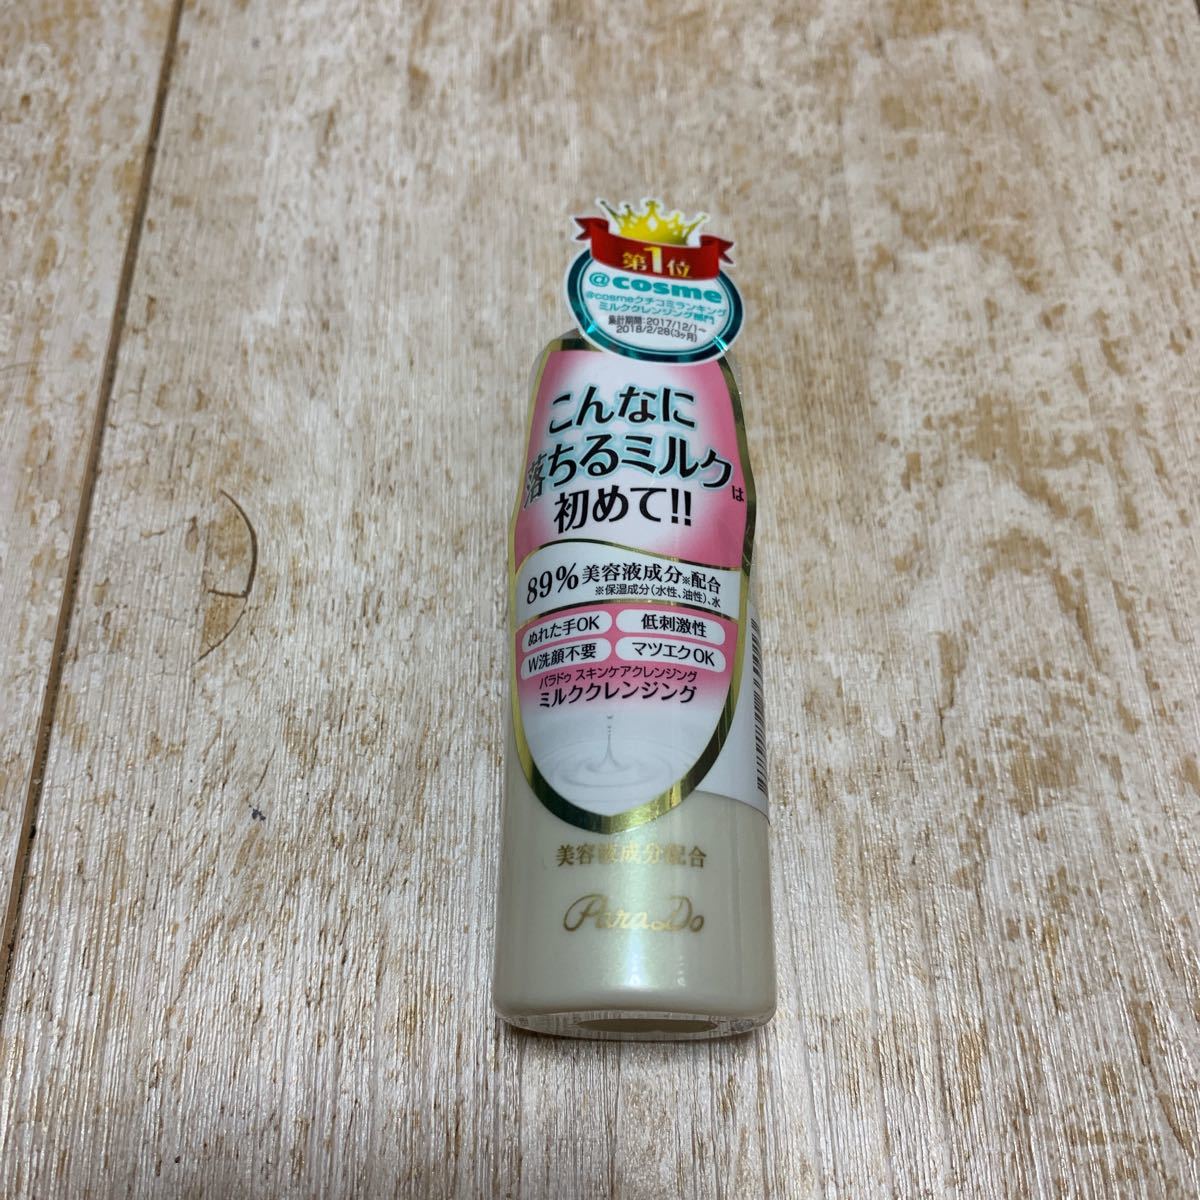 第1位
@cosme
@cosmeクチコミランキング
ミルククレンジング部門
集計期間:2017/12/1~
2018/2/28(3ヶ月)
こんなに
落ちるミルクは
初めて!!
89%美容液成分※配合
※保湿成分(水性、油性)、水
ぬれた手OK 低刺激性
W洗顔不要 マツエクOK
パラドゥ スキンケアクレンジング
ミルククレンジング
美容液成分配合
ParaDo